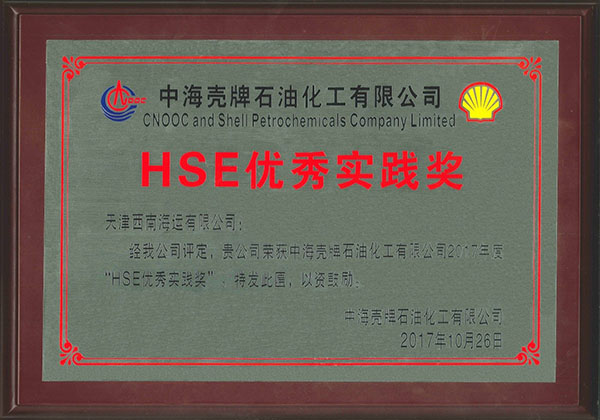 CNOOC
中海壳牌石油化工有限公司
CNOOC and Shell Petrochemicals Company Limited
HSE优秀实践奖
天津西南海运有限公司：
经我公司评定，贵公司荣获中海壳牌石油化工有限公司2017年度
“HSE优秀实践奖”，特发此匾，以资鼓励。
中海壳牌石油化工有限公司
2017年10月26日